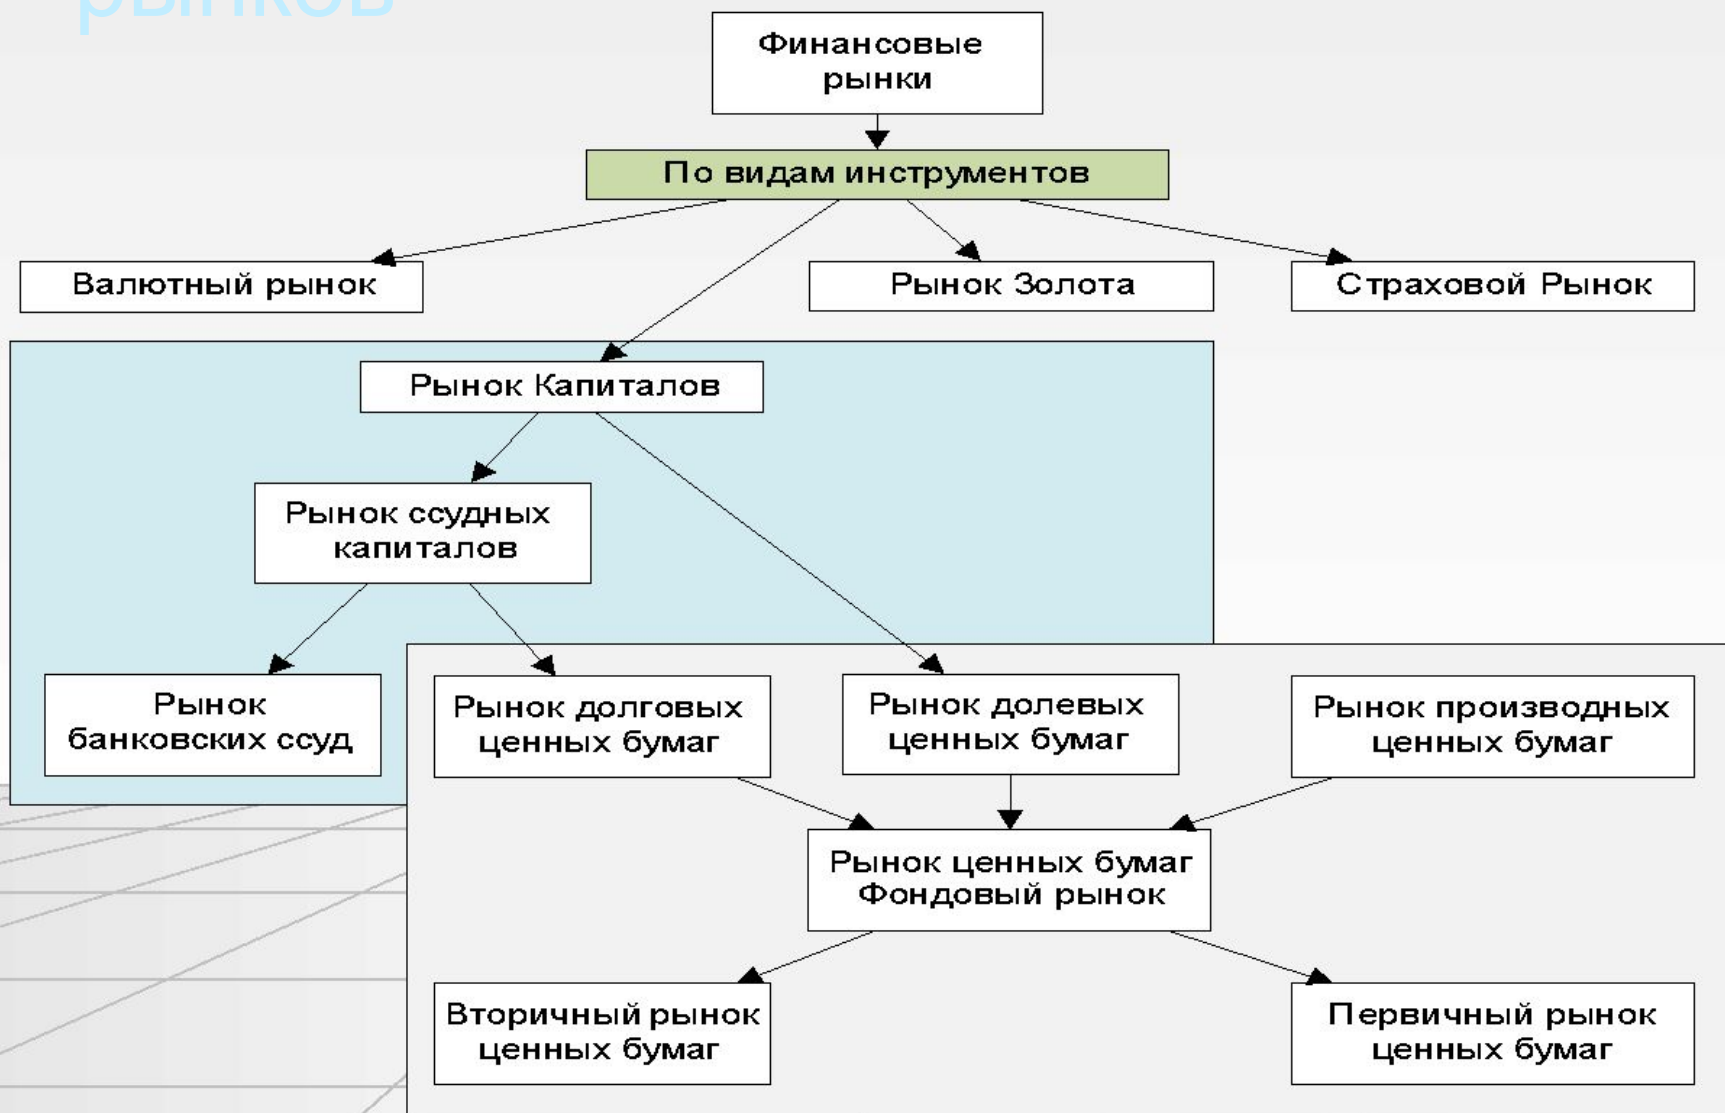 рынков
Финансовые
рынки
По видам инструментов
Валютный рынок
Рынок Золота
Страховой Рынок
Рынок Капиталов
Рынок ссудных
капиталов
Рынок
банковских ссуд
Рынок долговых
ценных бумаг
Рынок долевых
ценных бумаг
Рынок производных
ценных бумаг
Рынок ценных бумаг
Фондовый рынок
Вторичный рынок
ценных бумаг
Первичный рынок
ценных бумаг